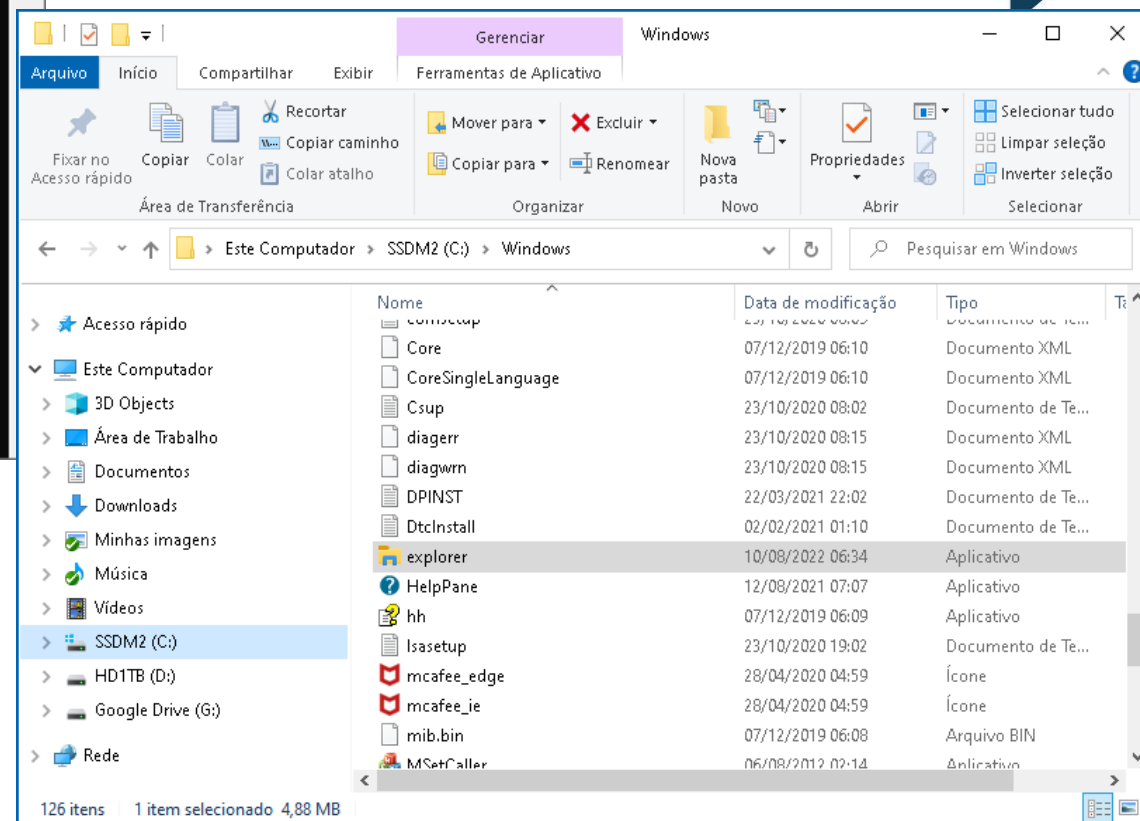 Gerenciar
Windows
Arquivo Início Compartilhar Exibir Ferramentas de Aplicativo
Fixar no
Acesso rápido
Copiar
Colar
Recortar
Copiar caminho
Colar atalho
Área de Transferência
Mover para
Copiar para
Excluir
Renomear
Organizar
Nova
pasta
Novo
Propriedades
Abrir
Selecionar tudo
Limpar seleção
Inverter seleção
Selecionar
Este Computador > SSDM2 (C:) > Windows
Pesquisar em Windows
Acesso rápido
Este Computador
3D Objects
Área de Trabalho
Documentos
Downloads
Minhas imagens
Música
Vídeos
SSDM2 (C:)
HD1TB (D:)
Google Drive (G:)
Rede
Nome Data de modificação Tipo
Core 07/12/2019 06:10 Documento XML
CoreSingleLanguage 07/12/2019 06:10 Documento XML
Csup 23/10/2020 08:02 Documento de Te...
diagerr 23/10/2020 08:15 Documento XML
diagwrn 23/10/2020 08:15 Documento XML
DPINST 22/03/2021 22:02 Documento de Te...
DtcInstall 02/02/2021 01:10 Documento de Te...
explorer 10/08/2022 06:34 Aplicativo
HelpPane 12/08/2021 07:07 Aplicativo
hh 07/12/2019 06:09 Aplicativo
lsasetup 23/10/2020 19:02 Documento de Te...
mcafee_edge 28/04/2020 04:59 Ícone
mcafee_ie 28/04/2020 04:59 Ícone
mib.bin 07/12/2019 06:08 Arquivo BIN
MSetCaller 06/08/2012 02:14 Aplicativo
126 itens 1 item selecionado 4,88 MB